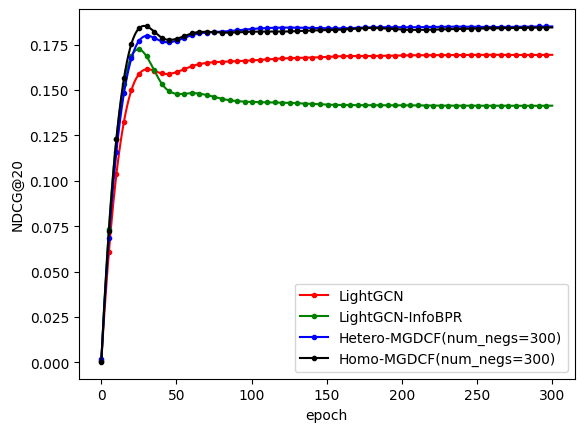 0.175
0.150
0.125
0.100
0.075
0.050
0.025
0.000
NDCG@20
0
50
100
150
200
250
300
epoch
LightGCN
LightGCN-InfoBPR
Hetero-MGDCF(num_negs=300)
Homo-MGDCF(num_negs=300)